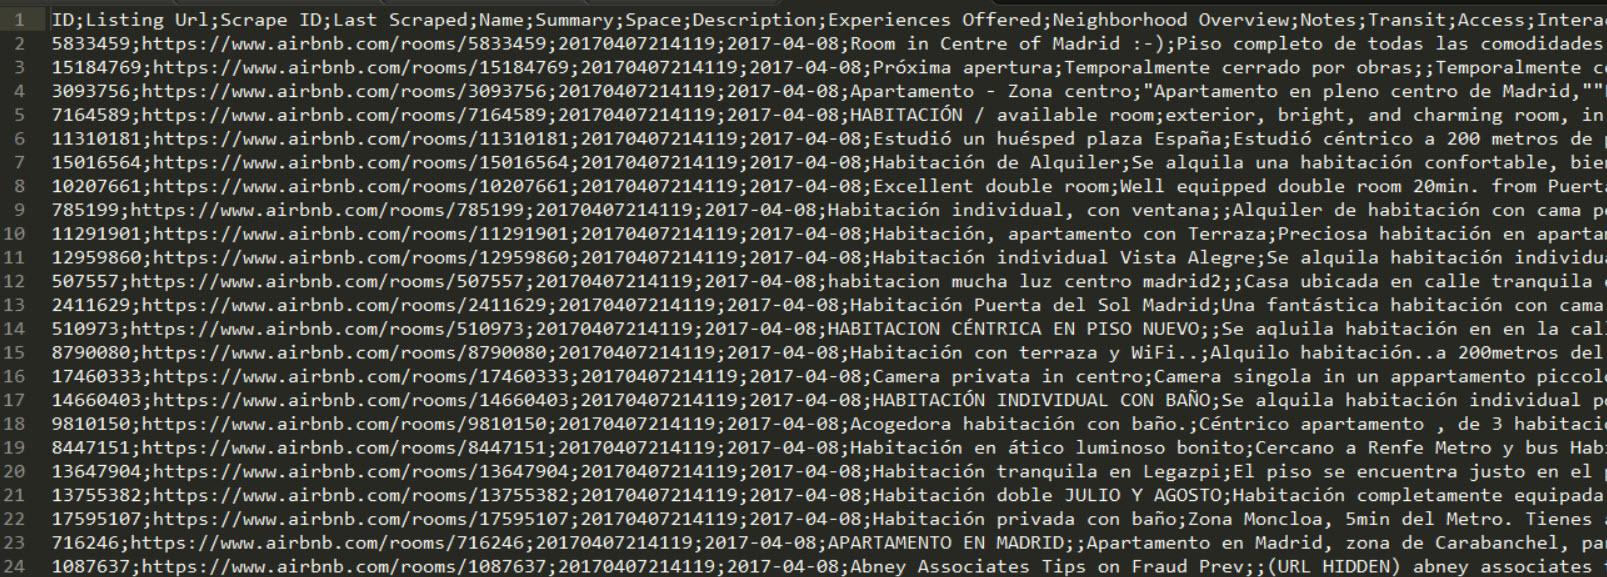 1 ID;Listing Url;Scrape ID;Last Scraped;Name;Summary;Space;Description;Experiences Offered;Neighborhood Overview;Notes;Transit;Access;Interac
2 5833459;https://www.airbnb.com/rooms/5833459;20170407214119;2017-04-08;Room in Centre of Madrid :-);Piso completo de todas las comodidades
3 15184769;https://www.airbnb.com/rooms/15184769;20170407214119;2017-04-08;Próxima apertura;Temporalmente cerrado por obras;;Temporalmente c
4 3093756;https://www.airbnb.com/rooms/3093756;20170407214119;2017-04-08;Apartamento - Zona centro;"Apartamento en pleno centro de Madrid,""
5 7164589;https://www.airbnb.com/rooms/7164589;20170407214119;2017-04-08;HABITACIÓN / available room;exterior, bright, and charming room, in
6 11310181;https://www.airbnb.com/rooms/11310181;20170407214119;2017-04-08;Estudió un huésped plaza España;Estudió céntrico a 200 metros de p
7 15016564;https://www.airbnb.com/rooms/15016564;20170407214119;2017-04-08;Habitación de Alquiler;Se alquila una habitación confortable, bie
8 10207661;https://www.airbnb.com/rooms/10207661;20170407214119;2017-04-08;Excellent double room;Well equipped double room 20min. from Puert
9 785199;https://www.airbnb.com/rooms/785199;20170407214119;2017-04-08;Habitación individual, con ventana;;Alquiler de habitación con cama p
10 11291901;https://www.airbnb.com/rooms/11291901;20170407214119;2017-04-08;Habitación, apartamento con Terraza;Preciosa habitación en aparta
11 12959860;https://www.airbnb.com/rooms/12959860;20170407214119;2017-04-08;Habitación individual Vista Alegre;Se alquila habitación individu
12 507557;https://www.airbnb.com/rooms/507557;20170407214119;2017-04-08;habitacion mucha luz centro madrid2;;Casa ubicada en calle tranquila
13 2411629;https://www.airbnb.com/rooms/2411629;20170407214119;2017-04-08;Habitación Puerta del Sol Madrid;Una fantástica habitación con cama
14 510973;https://www.airbnb.com/rooms/510973;20170407214119;2017-04-08;HABITACION CÉNTRICA EN PISO NUEVO;;Se aqluila habitación en en la cal
15 8790080;https://www.airbnb.com/rooms/8790080;20170407214119;2017-04-08;Habitación con terraza y WiFi..;Alquilo habitación..a 200metros del
16 17460333;https://www.airbnb.com/rooms/17460333;20170407214119;2017-04-08;Camera privata in centro;Camera singola in un appartamento piccol
17 14660403;https://www.airbnb.com/rooms/14660403;20170407214119;2017-04-08;HABITACIÓN INDIVIDUAL CON BAÑO;Se alquila habitación individual p
18 9810150;https://www.airbnb.com/rooms/9810150;20170407214119;2017-04-08;Acogedora habitación con baño.;Céntrico apartamento , de 3 habitaci
19 8447151;https://www.airbnb.com/rooms/8447151;20170407214119;2017-04-08;Habitación en ático luminoso bonito;Cercano a Renfe Metro y bus Hab
20 13647904;https://www.airbnb.com/rooms/13647904;20170407214119;2017-04-08;Habitación tranquila en Legazpi;El piso se encuentra justo en el p
21 13755382;https://www.airbnb.com/rooms/13755382;20170407214119;2017-04-08;Habitación doble JULIO Y AGOSTO;Habitación completamente equipada
22 17595107;https://www.airbnb.com/rooms/17595107;20170407214119;2017-04-08;Habitación privada con baño;Zona Moncloa, 5min del Metro. Tienes a
23 716246;https://www.airbnb.com/rooms/716246;20170407214119;2017-04-08;APARTAMENTO EN MADRID;;Apartamento en Madrid, zona de Carabanchel, pa
24 1087637;https://www.airbnb.com/rooms/1087637;20170407214119;2017-04-08;Abney Associates Tips on Fraud Prev;;(URL HIDDEN) abney associates